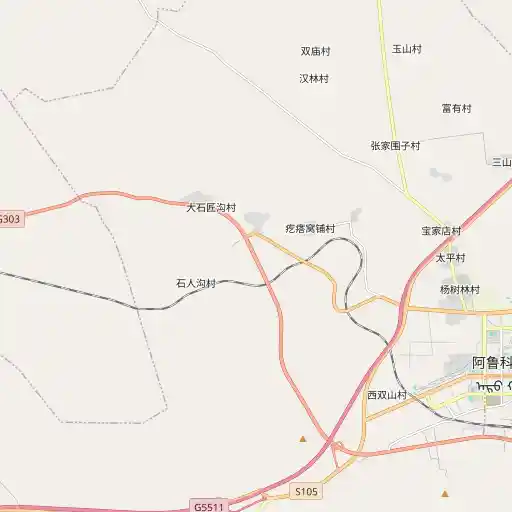 双庙村
玉山村
汉林村
富有村
张家围子村
三山
大石匠沟村
G303
疙瘩窝铺村
宝家店村
太平村
石人沟村
杨树林村
阿鲁科
西双山村
S105
G5511